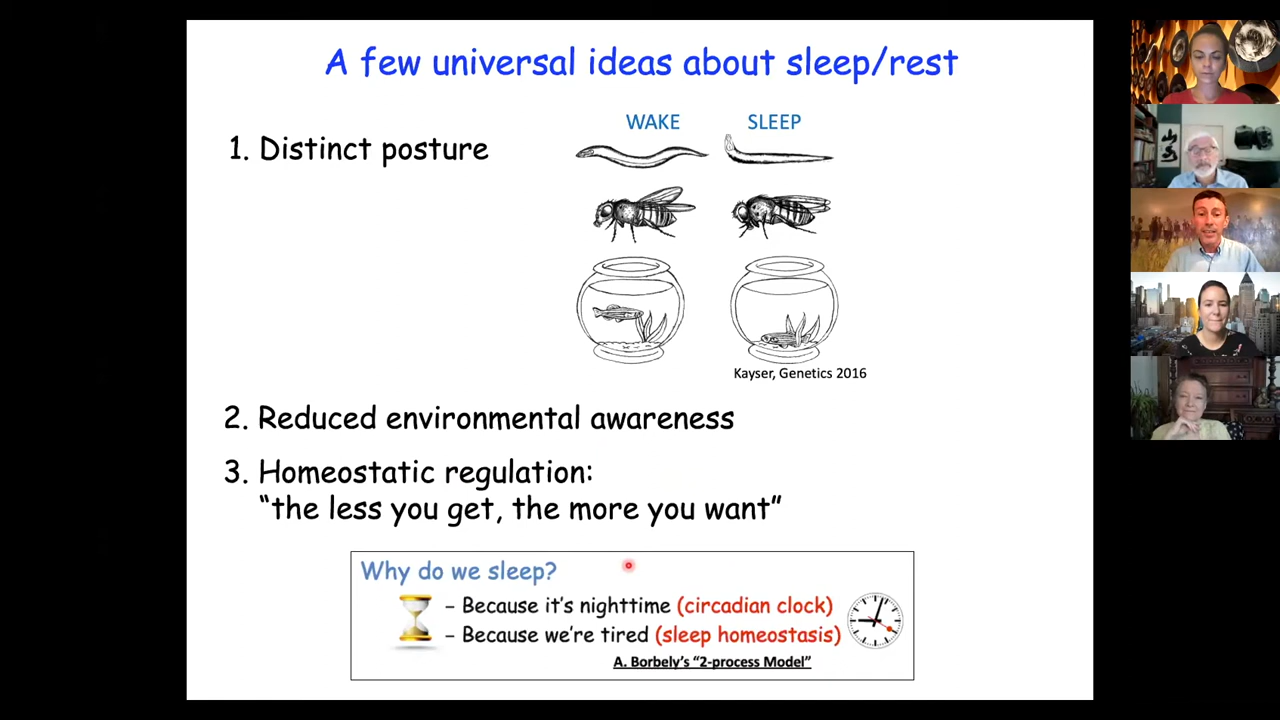 A few universal ideas about sleep/rest
1. Distinct posture
WAKE
SLEEP
Kayser, Genetics 2016
2. Reduced environmental awareness
3. Homeostatic regulation:
“the less you get, the more you want”
Why do we sleep?
- Because it's nighttime (circadian clock)
- Because we're tired (sleep homeostasis)
A. Borbely's “2-process Model”